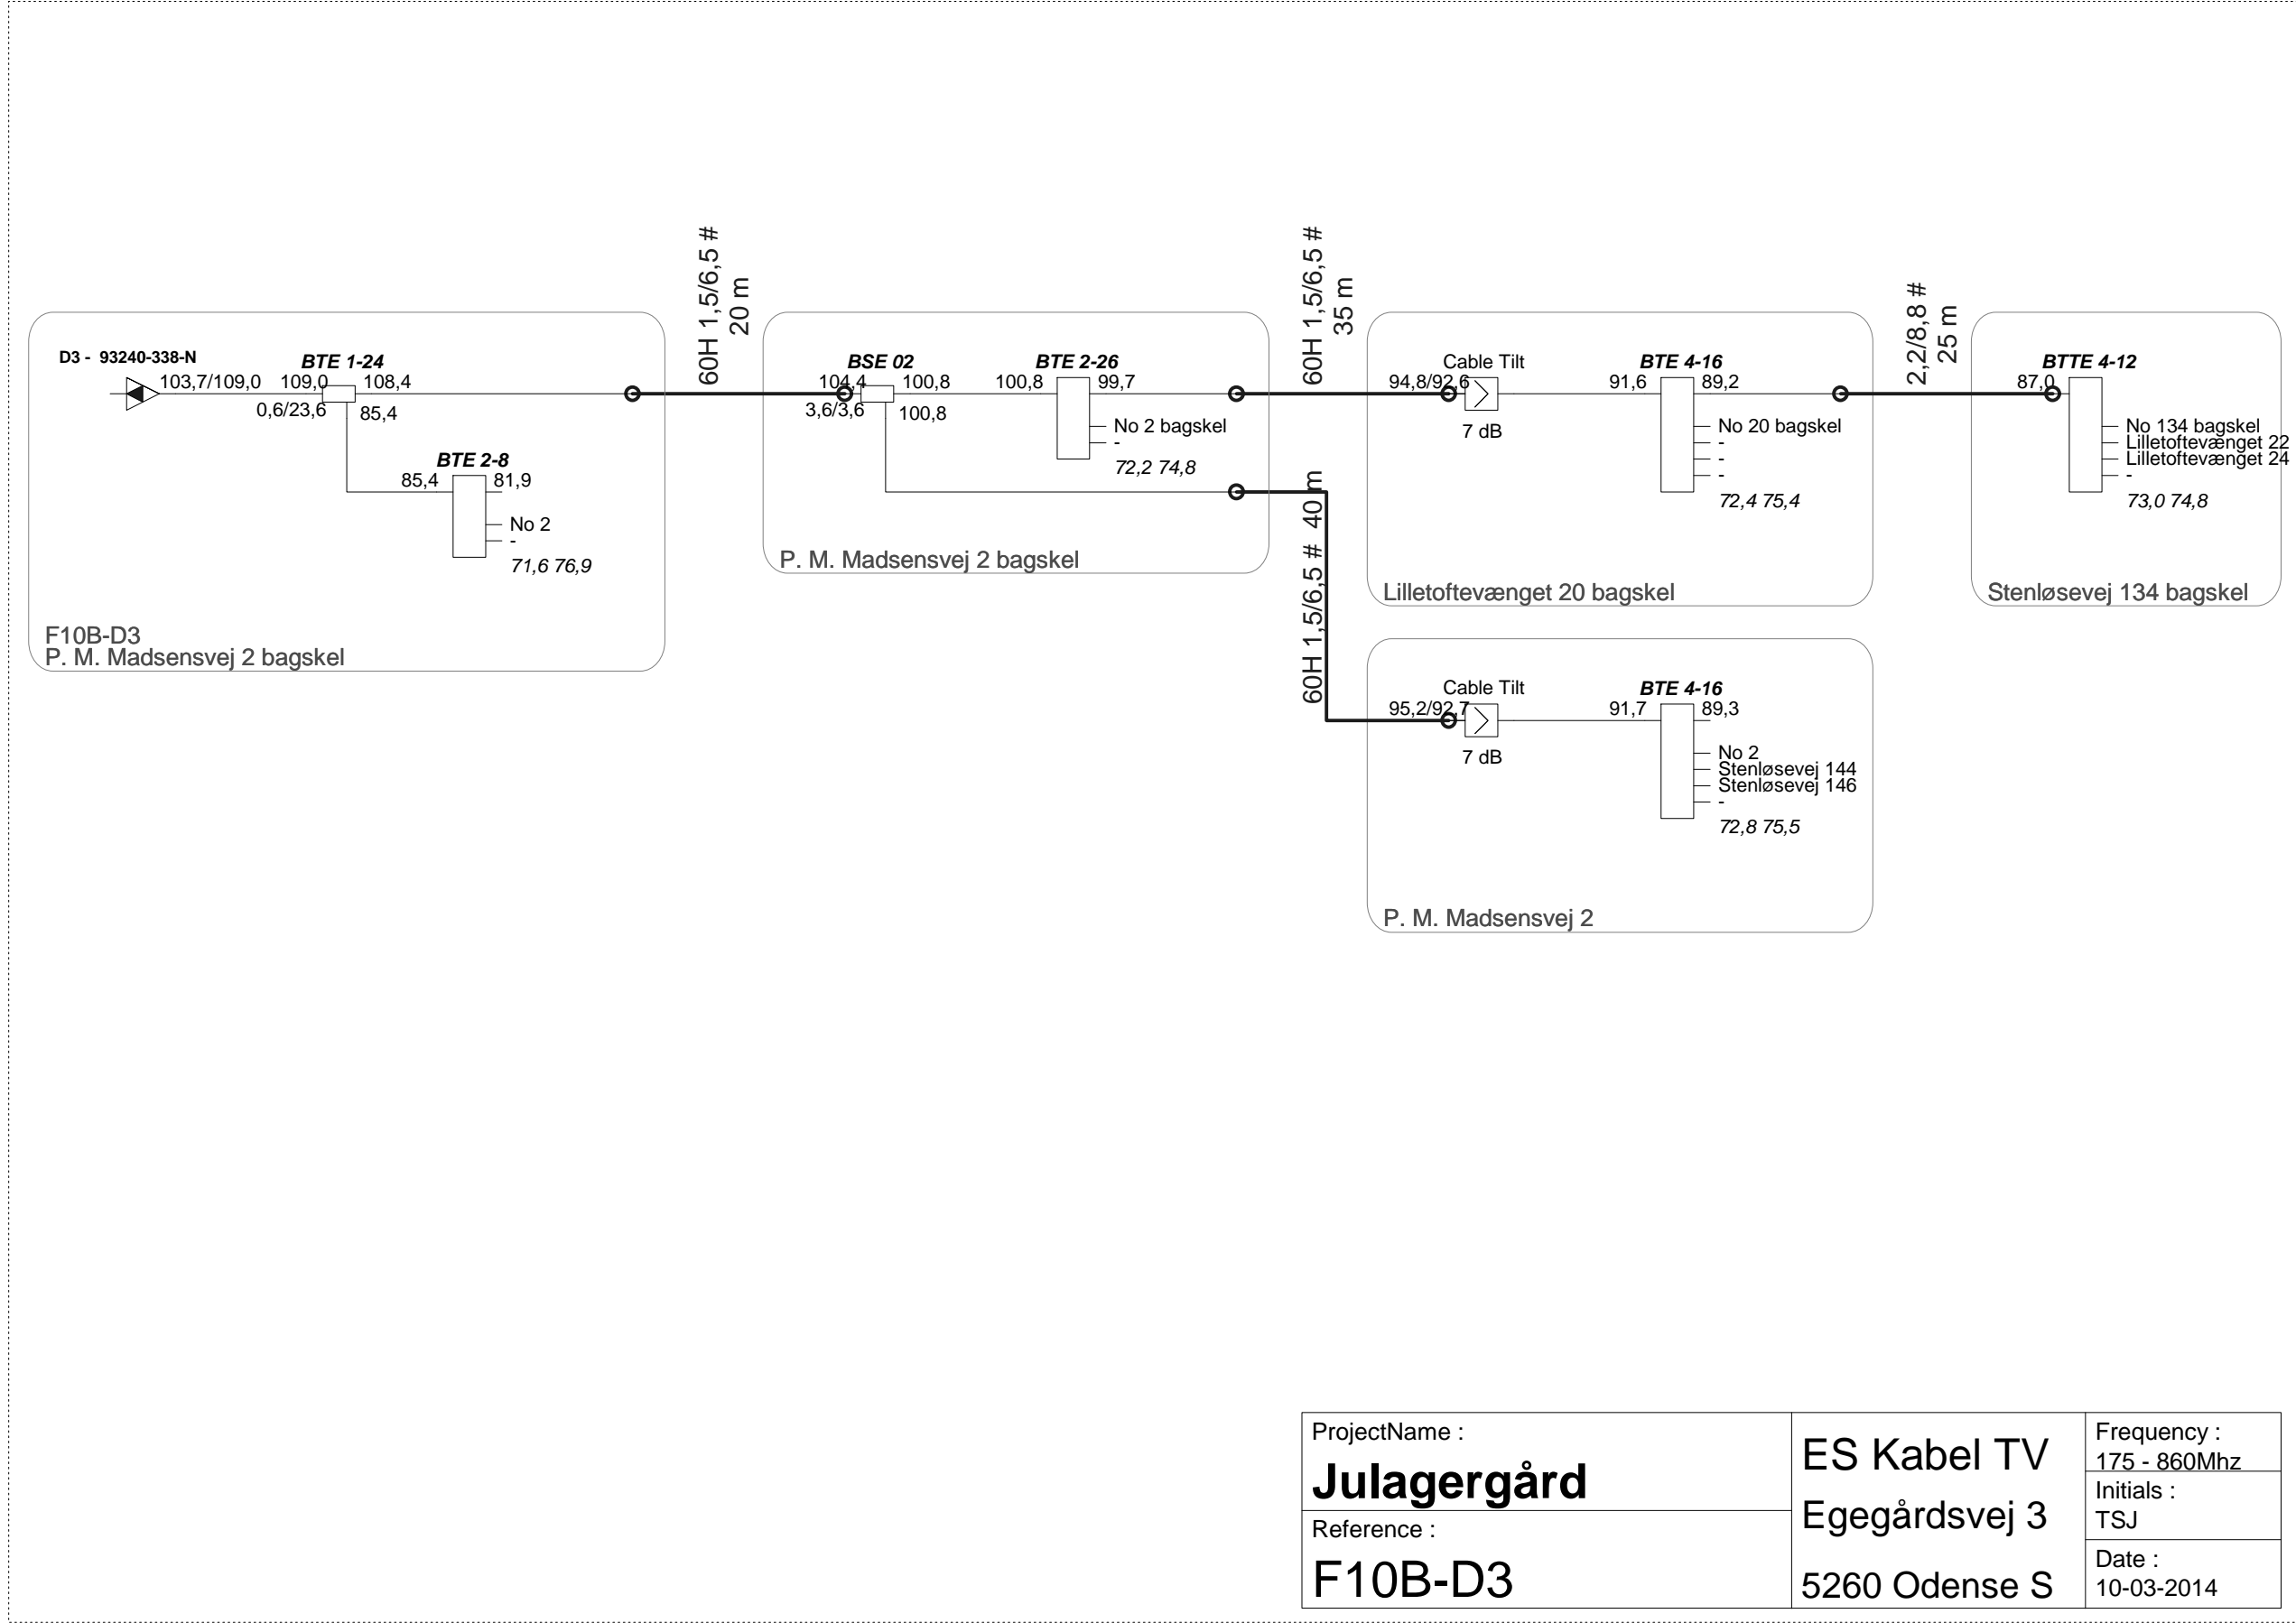 60H 1,5/6,5 #
20 m
60H 1,5/6,5 #
35 m
2,2/8,8 #
25 m
D3 -  93240-338-N
103,7/109,0
BTE 1-24
109,0
108,4
0,6/23,6
85,4
BTE 2-8
85,4
81,9
No 2
-
71,6 76,9
F10B-D3
P. M. Madsensvej 2 bagskel
BSE 02
104,4
100,8
3,6/3,6
100,8
BTE 2-26
100,8
99,7
No 2 bagskel
-
72,2 74,8
P. M. Madsensvej 2 bagskel
60H 1,5/6,5 #  40 m
Cable Tilt
94,8/92,6
7 dB
BTE 4-16
91,6
89,2
No 20 bagskel
-
-
-
72,4 75,4
Lilletoftevænget 20 bagskel
BTTE 4-12
87,0
No 134 bagskel
Lilletoftevænget 22
Lilletoftevænget 24
-
73,0 74,8
Stenløsevej 134 bagskel
Cable Tilt
95,2/92,7
7 dB
BTE 4-16
91,7
89,3
No 2
Stenløsevej 144
Stenløsevej 146
-
72,8 75,5
P. M. Madsensvej 2
ProjectName :
Julagergård
Reference :
F10B-D3
ES Kabel TV
Egegårdsvej 3
5260 Odense S
Frequency :
175 - 860Mhz
Initials :
TSJ
Date :
10-03-2014